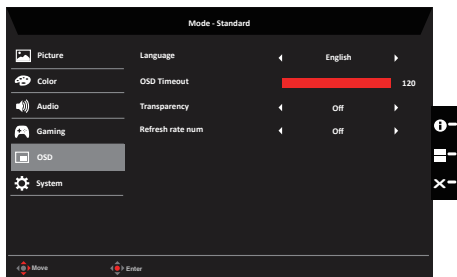 Mode - Standard
Picture
Color
Audio
Gaming
OSD
System
Language English
OSD Timeout 120
Transparency Off
Refresh rate num Off
Move Enter